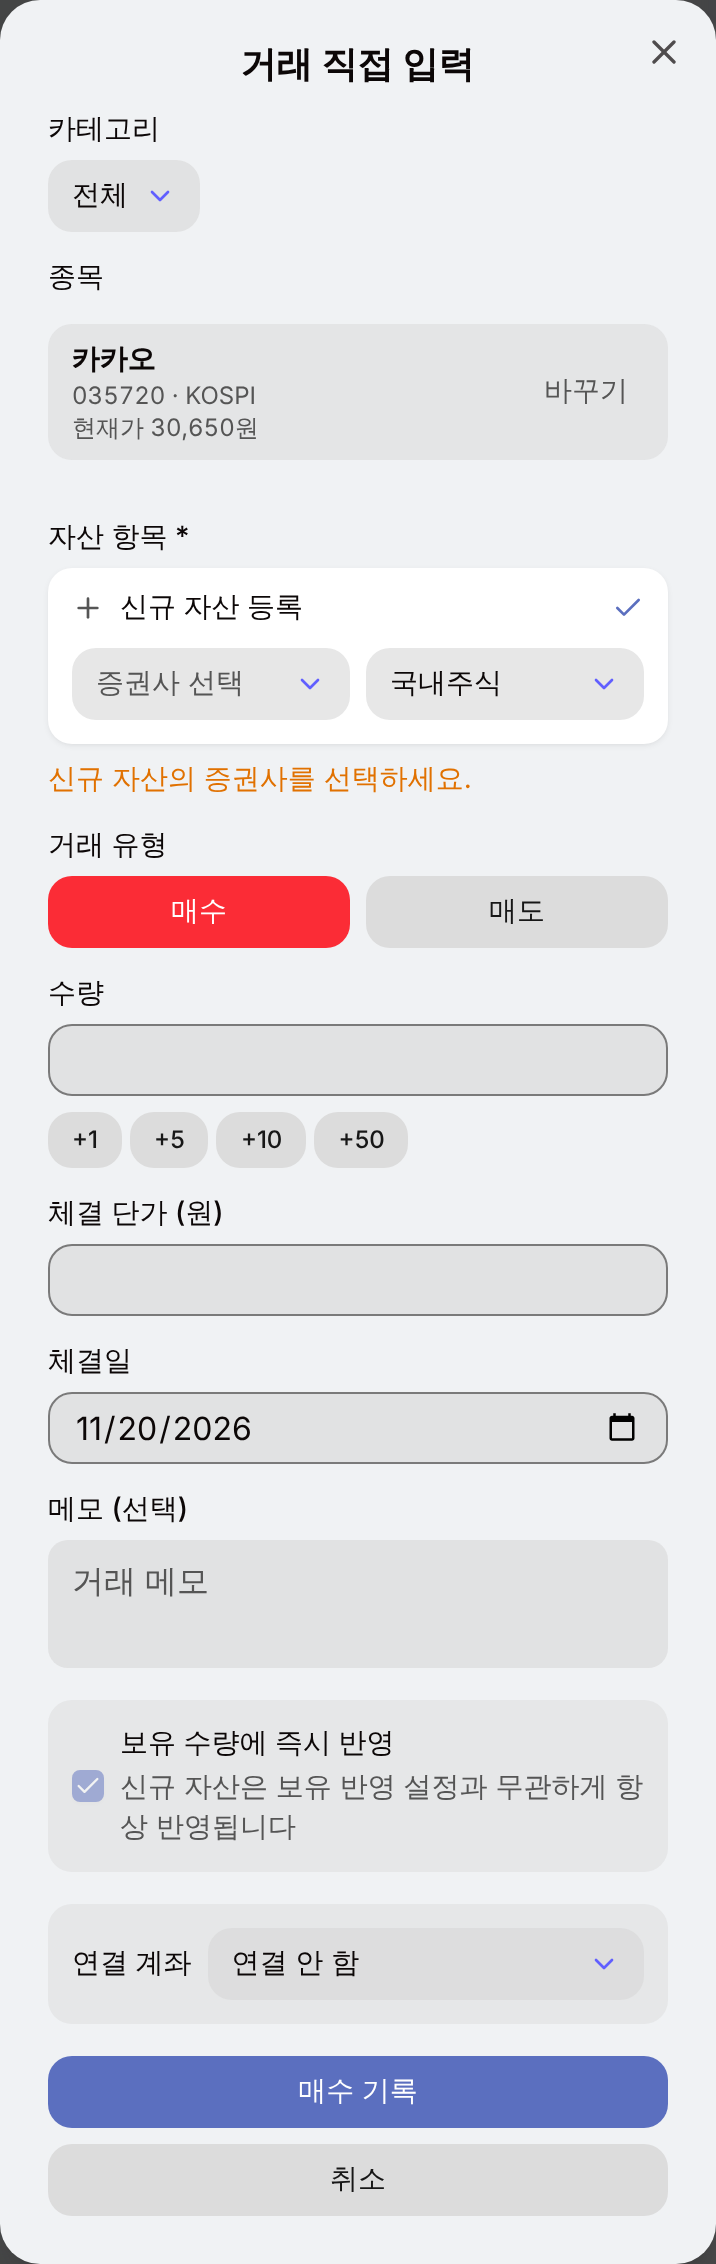 거래 직접 입력
카테고리
전체
종목
카카오
035720 · KOSPI
현재가 30,650원
바꾸기
자산 항목 *
신규 자산 등록
증권사 선택
국내주식
신규 자산의 증권사를 선택하세요.
거래 유형
매수
매도
수량
+1
+5
+10
+50
체결 단가 (원)
체결일
11/20/2026
메모 (선택)
거래 메모
보유 수량에 즉시 반영
신규 자산은 보유 반영 설정과 무관하게 항
상 반영됩니다
연결 계좌
연결 안 함
매수 기록
취소